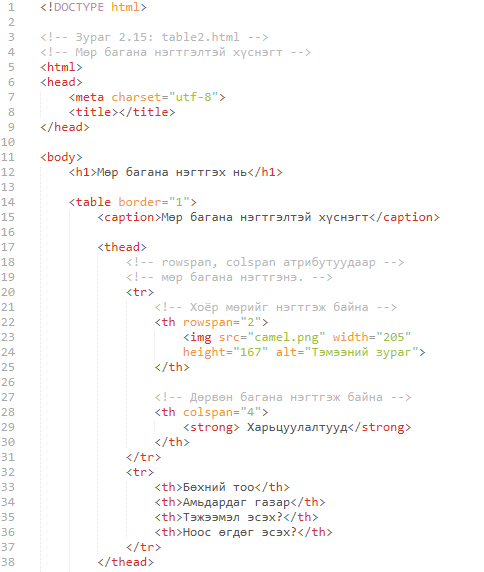 1 <!DOCTYPE html>
2
3 <!-- Зураг 2.15: table2.html -->
4 <!-- Мөр багана нэгтгэлтэй хүснэгт -->
5 <html>
6 <head>
7 <meta charset="utf-8">
8 <title></title>
9 </head>
10
11 <body>
12 <h1>Мөр багана нэгтгэх нь</h1>
13
14 <table border="1">
15 <caption>Мөр багана нэгтгэлтэй хүснэгт</caption>
16
17 <thead>
18 <!-- rowspan, colspan атрибутуудаар -->
19 <!-- мөр багана нэгтгэнэ. -->
20 <tr>
21 <!-- Хоёр мөрийг нэгтгэж байна -->
22 <th rowspan="2">
23 <img src="camel.png" width="205"
24 height="167" alt="Тэмээний зураг">
25 </th>
26
27 <!-- Дөрвөн багана нэгтгэж байна -->
28 <th colspan="4">
29 <strong> Харьцуулалтууд</strong>
30 </th>
31 </tr>
32 <tr>
33 <th>Бөхний тоо</th>
34 <th>Амьдардаг газар</th>
35 <th>Тэжээмэл эсэх?</th>
36 <th>Ноос өгдөг эсэх?</th>
37 </tr>
38 </thead>